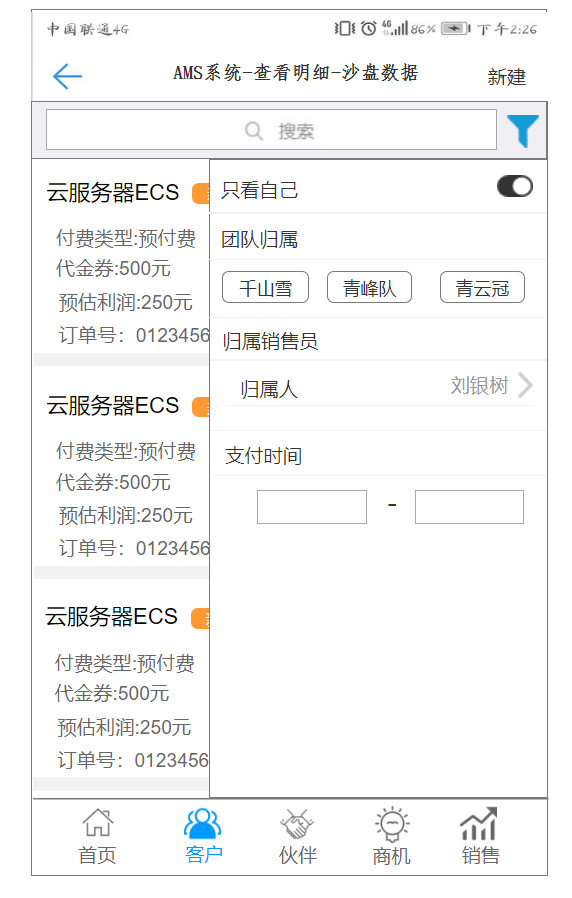 中国联通4G 46 86% 下午2:26
AMS系统-查看明细-沙盘数据 新建
搜索
云服务器ECS
付费类型:预付费
代金券:500元
预估利润:250元
订单号：0123456
云服务器ECS
付费类型:预付费
代金券:500元
预估利润:250元
订单号：0123456
云服务器ECS
付费类型:预付费
代金券:500元
预估利润:250元
订单号：0123456
只看自己
团队归属
千山雪 青峰队 青云冠
归属销售员
归属人 刘银树
支付时间
-
首页 客户 伙伴 商机 销售